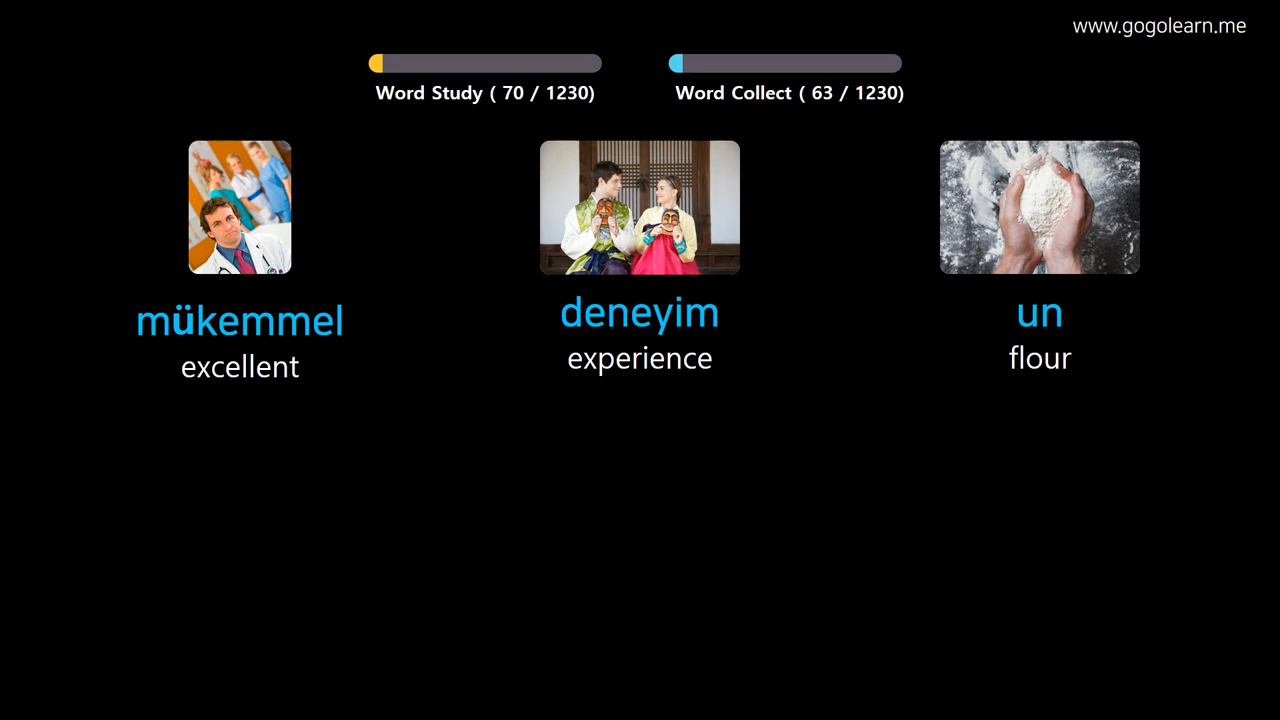 www.gogolearn.me
Word Study ( 70 / 1230)
Word Collect ( 63 / 1230)
mükemmel
excellent
deneyim
experience
un
flour